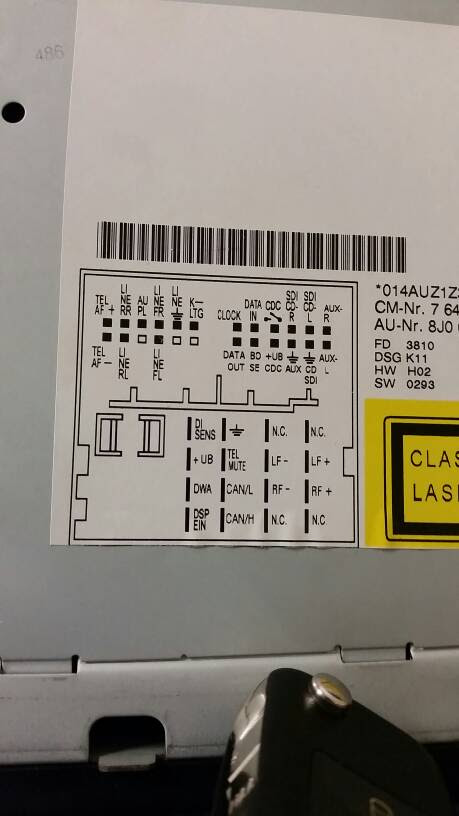 486
*014AUZ1Z
CM-Nr. 7 64
AU-Nr. 8J0
FD 3810
DSG K11
HW H02
SW 0293
TEL AF +
LI NE RR
AU PL
LI NE FR
LI NE
K— LTG
CLOCK
DATA IN
CDC
SDI CD- R
SDI CD- L
AUX- R
TEL AF —
LI NE RL
LI NE FL
DATA OUT
BO SE
+UB CDC
AUX
CD SDI
AUX- L
DI SENS
N.C.
N.C.
+ UB
TEL MUTE
LF -
LF +
DWA
CAN/L
RF -
RF +
DSP EIN
CAN/H
N.C.
N.C
CLAS
LAS